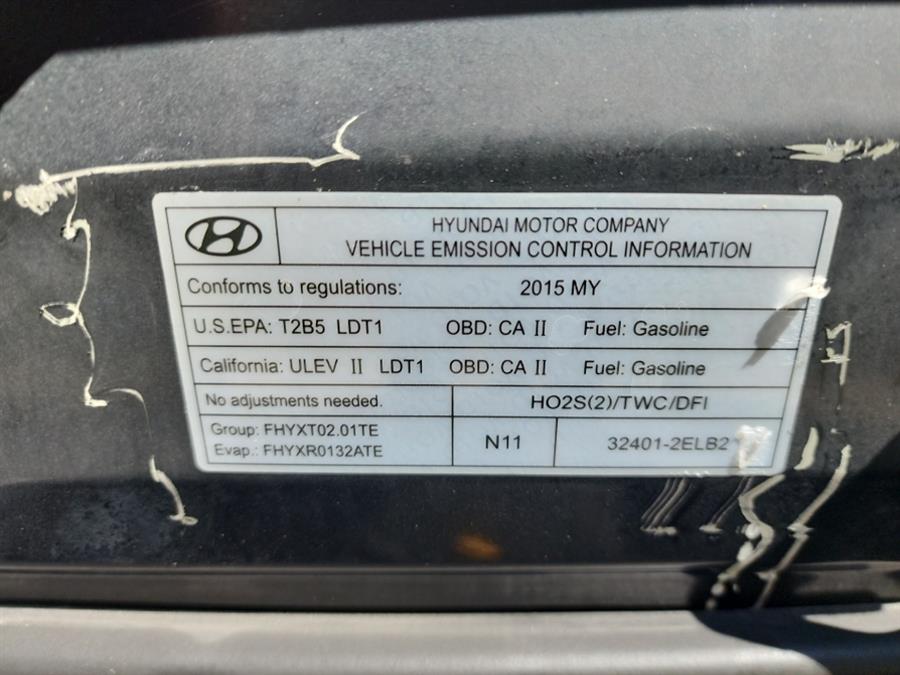 HYUNDAI MOTOR COMPANY
VEHICLE EMISSION CONTROL INFORMATION
Conforms to regulations: 2015 MY
U.S.EPA: T2B5 LDT1 OBD: CA II Fuel: Gasoline
California: ULEV II LDT1 OBD: CA II Fuel: Gasoline
No adjustments needed. HO2S(2)/TWC/DFI
Group: FHYXT02.01TE
Evap.: FHYXR0132ATE
N11
32401-2ELB2